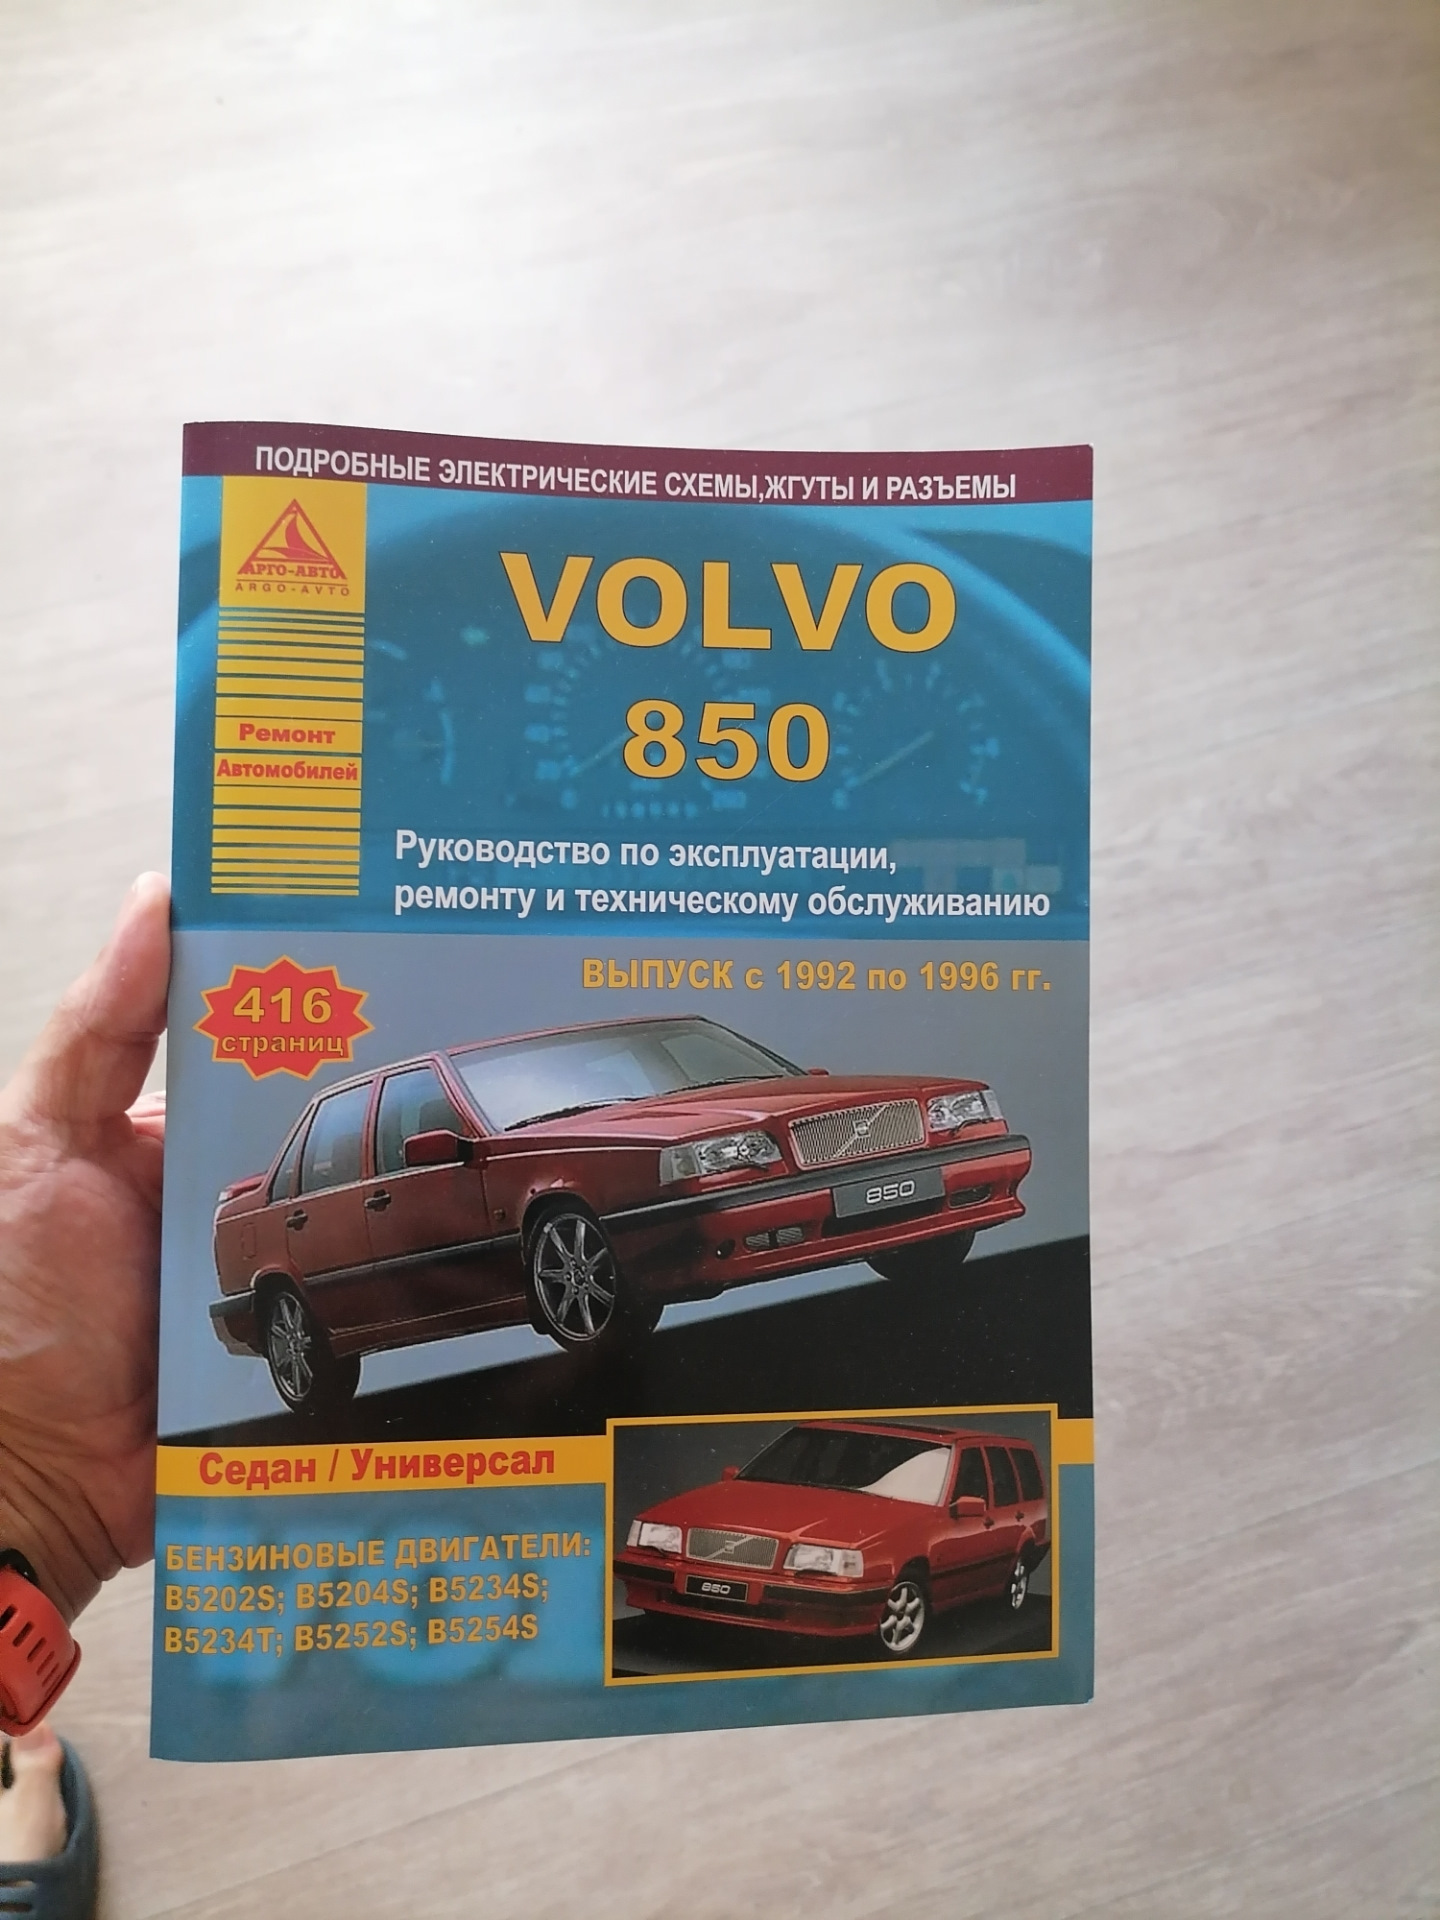 ПОДРОБНЫЕ ЭЛЕКТРИЧЕСКИЕ СХЕМЫ,ЖГУТЫ И РАЗЪЕМЫ
АРГО-АВТО
ARGO-AVTO
VOLVO
850
Ремонт
Автомобилей
Руководство по эксплуатации,
ремонту и техническому обслуживанию
ВЫПУСК с 1992 по 1996 гг.
416
страниц
850
Седан / Универсал
БЕНЗИНОВЫЕ ДВИГАТЕЛИ:
B5202S; B5204S; B5234S;
B5234T; B5252S; B5254S
850